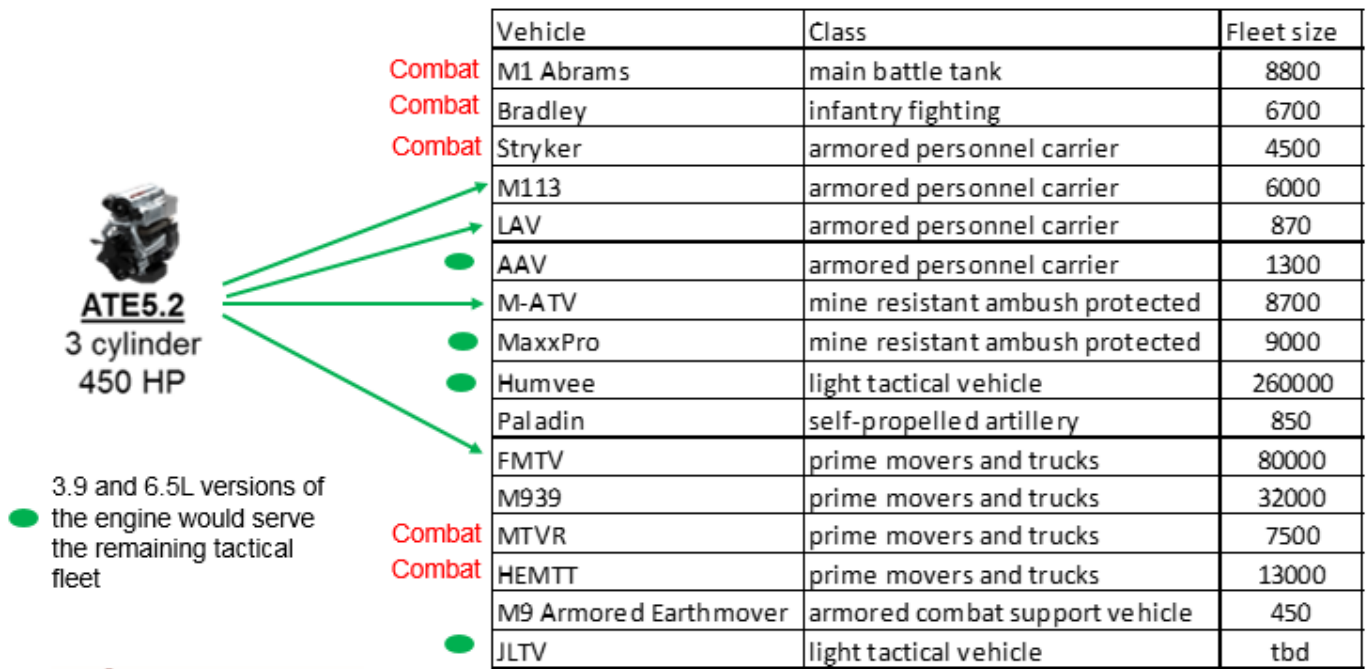 Vehicle Class Fleet size
Combat M1 Abrams main battle tank 8800
Combat Bradley infantry fighting 6700
Combat Stryker armored personnel carrier 4500
M113 armored personnel carrier 6000
LAV armored personnel carrier 870
AAV armored personnel carrier 1300
M-ATV mine resistant ambush protected 8700
MaxxPro mine resistant ambush protected 9000
Humvee light tactical vehicle 260000
Paladin self-propelled artillery 850
FMTV prime movers and trucks 80000
M939 prime movers and trucks 32000
Combat MTVR prime movers and trucks 7500
Combat HEMTT prime movers and trucks 13000
M9 Armored Earthmover armored combat support vehicle 450
JLTV light tactical vehicle tbd
ATE5.2
3 cylinder
450 HP
3.9 and 6.5L versions of
the engine would serve
the remaining tactical
fleet